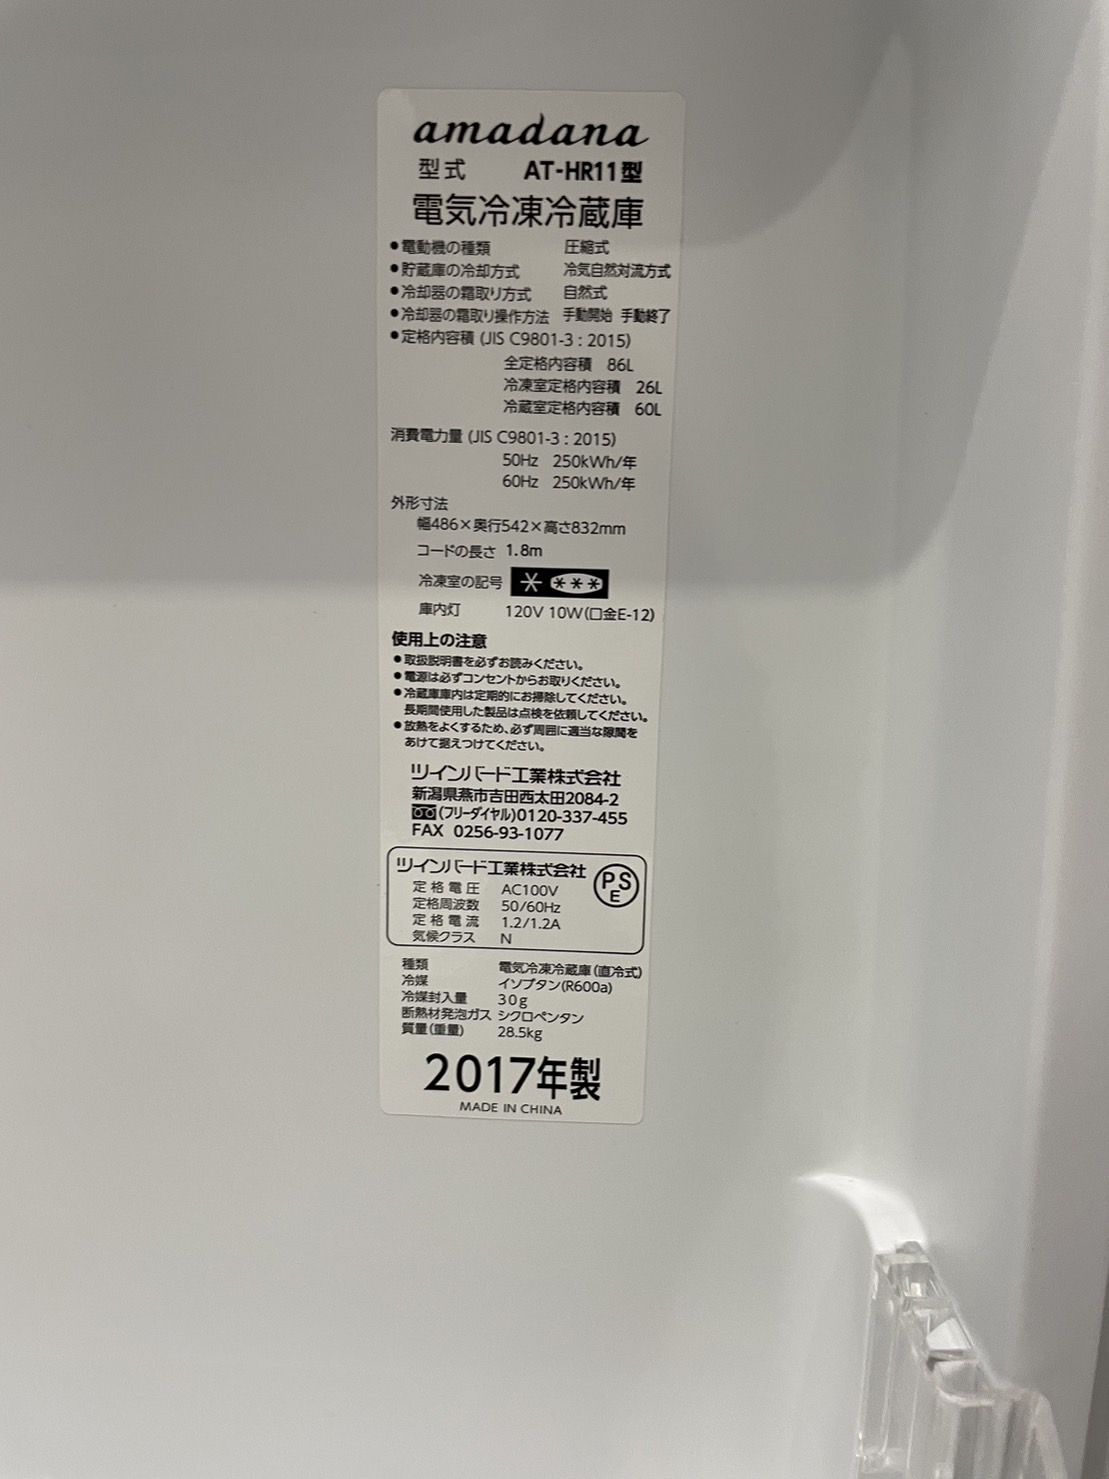 amadana
型式 AT-HR11型
電気冷凍冷蔵庫
●電動機の種類 圧縮式
●貯蔵庫の冷却方式 冷気自然対流方式
●冷却器の霜取り方式 自然式
●冷却器の霜取り操作方法 手動開始 手動終了
●定格内容積 (JIS C9801-3 : 2015)
全定格内容積 86L
冷凍室定格内容積 26L
冷蔵室定格内容積 60L
消費電力量 (JIS C9801-3 : 2015)
50Hz 250kWh/年
60Hz 250kWh/年
外形寸法
幅486×奥行542×高さ832mm
コードの長さ 1.8m
冷凍室の記号
庫内灯 120V 10W(口金E-12)
使用上の注意
●取扱説明書を必ずお読みください。
●電源は必ずコンセントからお取りください。
●冷蔵庫庫内は定期的にお掃除してください。
長期間使用した製品は点検を依頼してください。
●放熱をよくするため、必ず周囲に適当な隙間を
あけて据えつけてください。
ツインバード工業株式会社
新潟県燕市吉田西太田2084-2
(フリーダイヤル)0120-337-455
FAX 0256-93-1077
ツインバード工業株式会社
PSE
定格電圧 AC100V
定格周波数 50/60Hz
定格電流 1.2/1.2A
気候クラス N
種類 電気冷凍冷蔵庫(直冷式)
冷媒 イソブタン(R600a)
冷媒封入量 30g
断熱材発泡ガス シクロペンタン
質量(重量) 28.5kg
2017年製
MADE IN CHINA